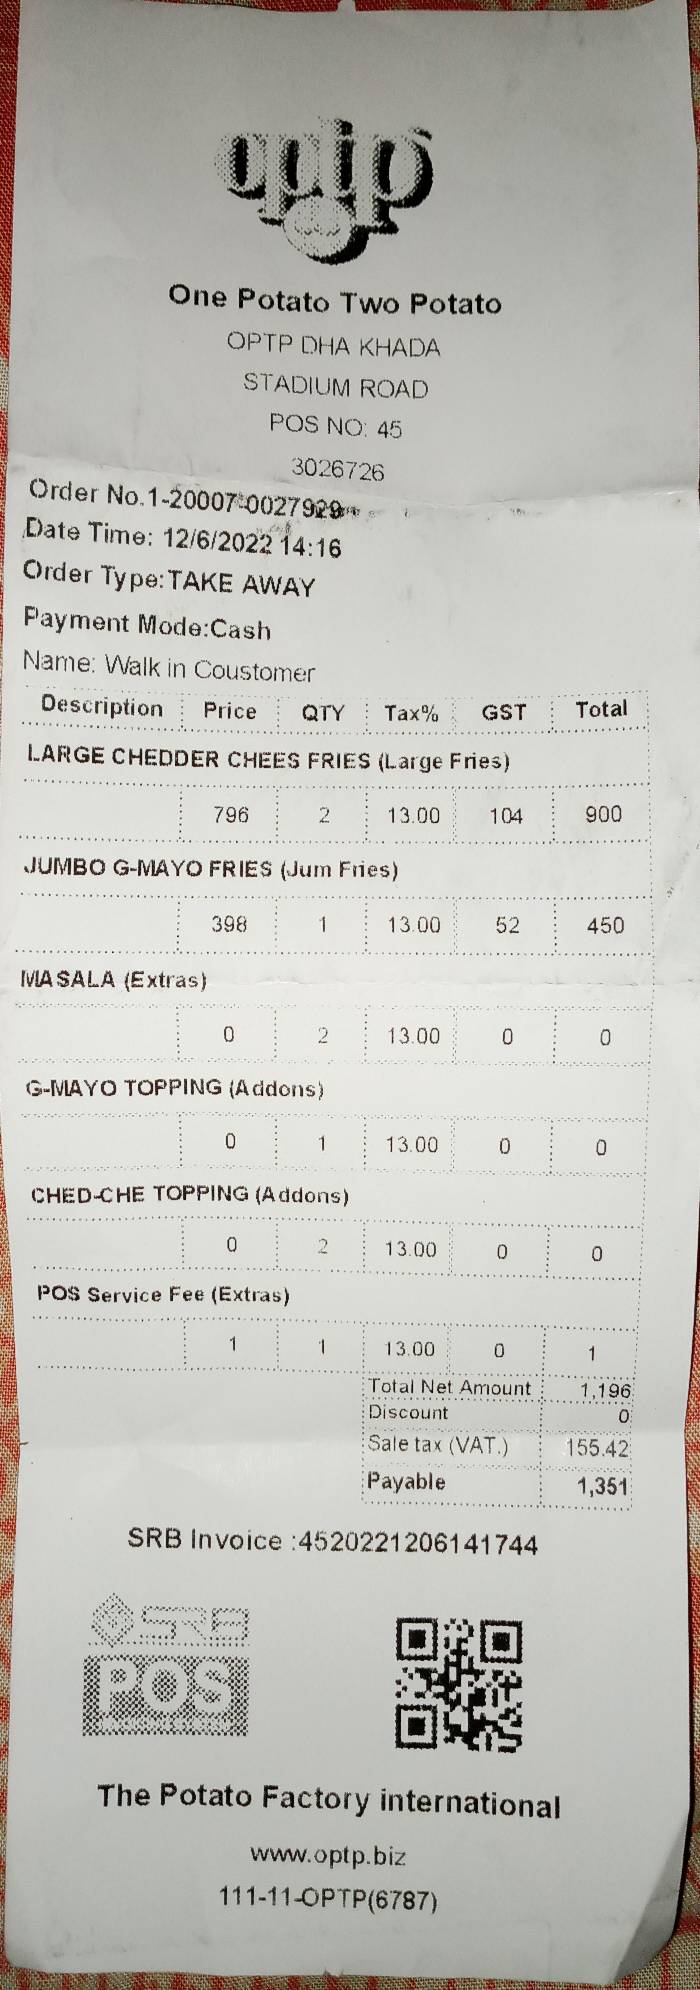 optp
One Potato Two Potato
OPTP DHA KHADA
STADIUM ROAD
POS NO: 45
3026726
Order No.1-20007-0027929
Date Time: 12/6/2022 14:16
Order Type:TAKE AWAY
Payment Mode:Cash
Name: Walk in Coustomer
Description Price QTY Tax% GST Total
LARGE CHEDDER CHEES FRIES (Large Fries)
796 2 13.00 104 900
JUMBO G-MAYO FRIES (Jum Fries)
398 1 13.00 52 450
MASALA (Extras)
0 2 13.00 0 0
G-MAYO TOPPING (Addons)
0 1 13.00 0 0
CHED-CHE TOPPING (Addons)
0 2 13.00 0 0
POS Service Fee (Extras)
1 1 13.00 0 1
Total Net Amount 1,196
Discount 0
Sale tax (VAT.) 155.42
Payable 1,351
SRB Invoice :4520221206141744
SRB
POS
The Potato Factory international
www.optp.biz
111-11-OPTP(6787)